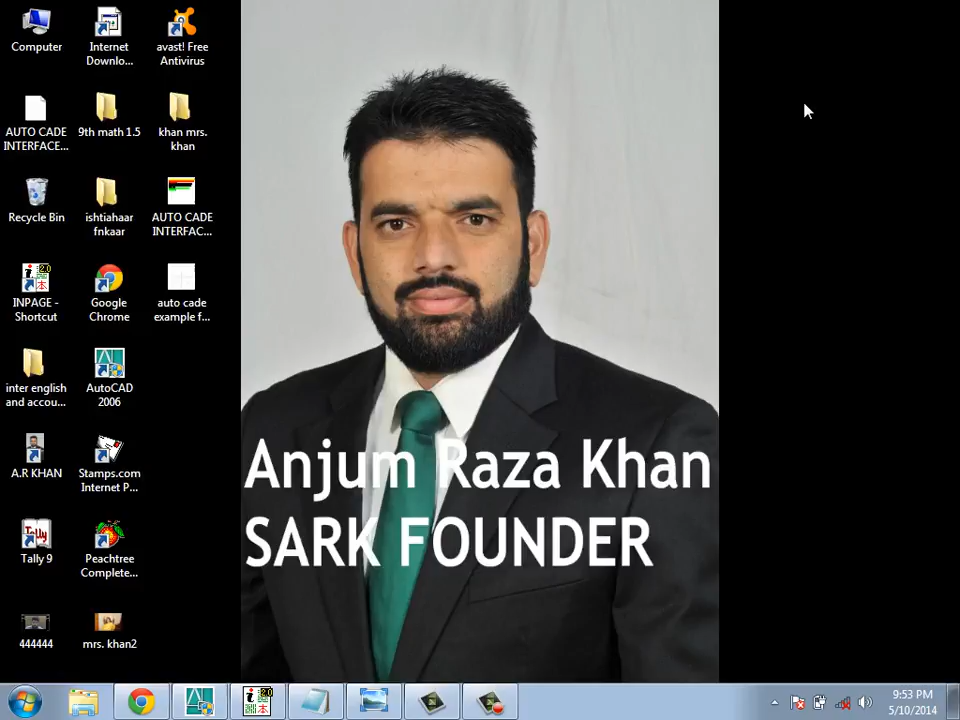 Computer
Internet
Downlo...
avast! Free
Antivirus
AUTO CADE
INTERFACE...
9th math 1.5
khan mrs.
khan
Recycle Bin
ishtiahaar
fnkaar
AUTO CADE
INTERFAC...
INPAGE -
Shortcut
Google
Chrome
auto cade
example f...
inter english
and accou...
AutoCAD
2006
A.R KHAN
Stamps.com
Internet P...
Tally 9
Peachtree
Complete...
444444
mrs. khan2
Anjum Raza Khan
SARK FOUNDER
9:53 PM
5/10/2014